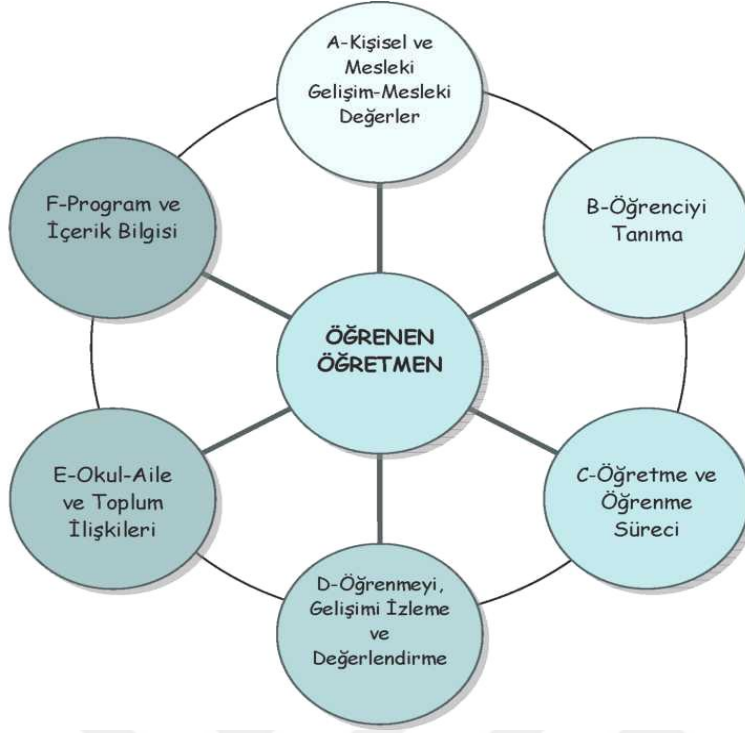 A-Kişisel ve
Mesleki
Gelişim-Mesleki
Değerler
B-Öğrenciyi
Tanıma
C-Öğretme ve
Öğrenme
Süreci
D-Öğrenmeyi,
Gelişimi İzleme
ve
Değerlendirme
E-Okul-Aile
ve Toplum
İlişkileri
F-Program ve
İçerik Bilgisi
ÖĞRENEN
ÖĞRETMEN